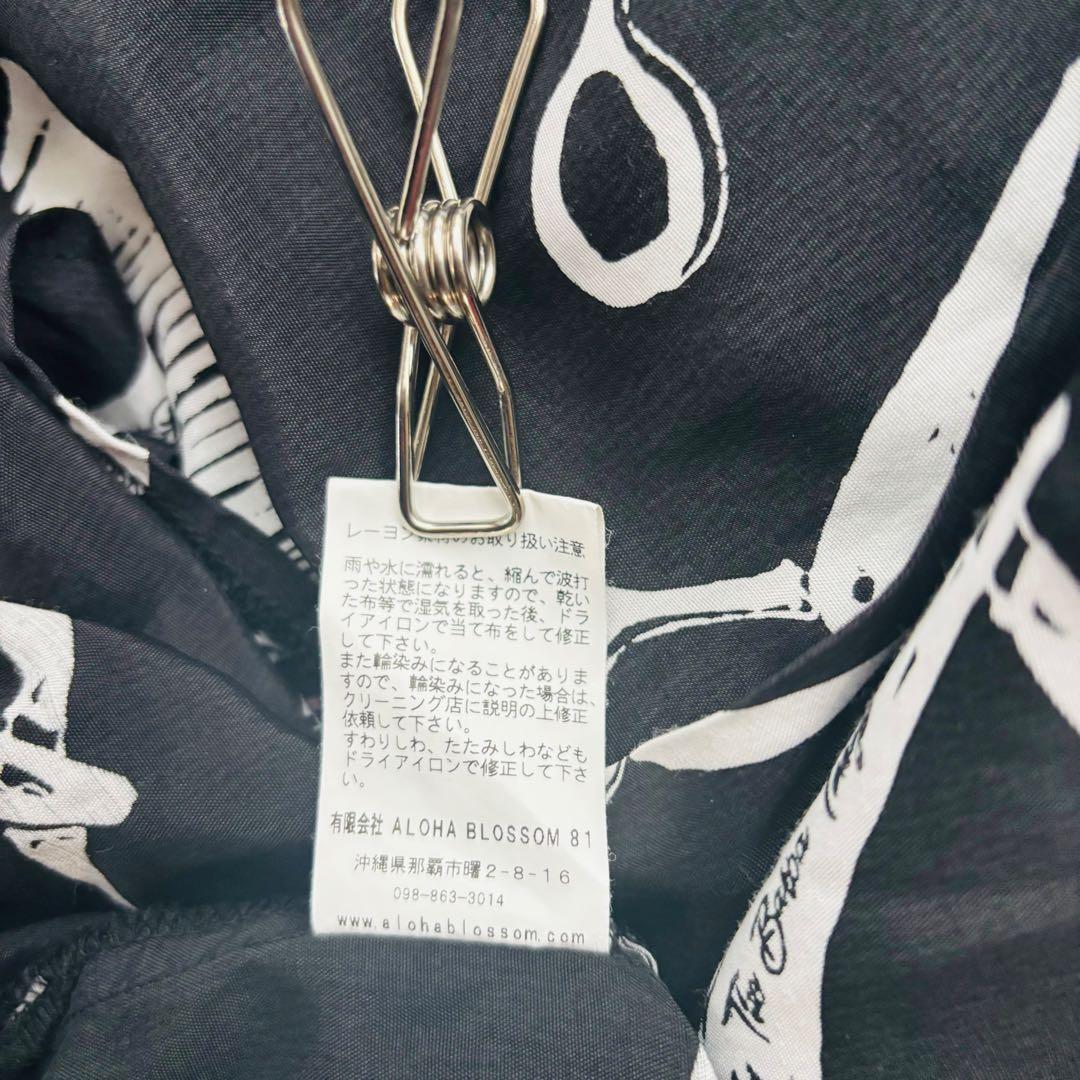 レーヨン素材のお取り扱い注意
雨や水に濡れると、縮んで波打
った状態になりますので、乾い
た布等で湿気を取った後、ドラ
イアイロンで当て布をして修正
して下さい。
また輪染みになることがありま
すので、輪染みになった場合は、
クリーニング店に説明の上修正
依頼して下さい。
すわりしわ、たたみしわなども
ドライアイロンで修正して下さ
い。
有限会社 ALOHA BLOSSOM 81
沖縄県那覇市曙2-8-16
098-863-3014
www.alohablossom.com
The Baboa